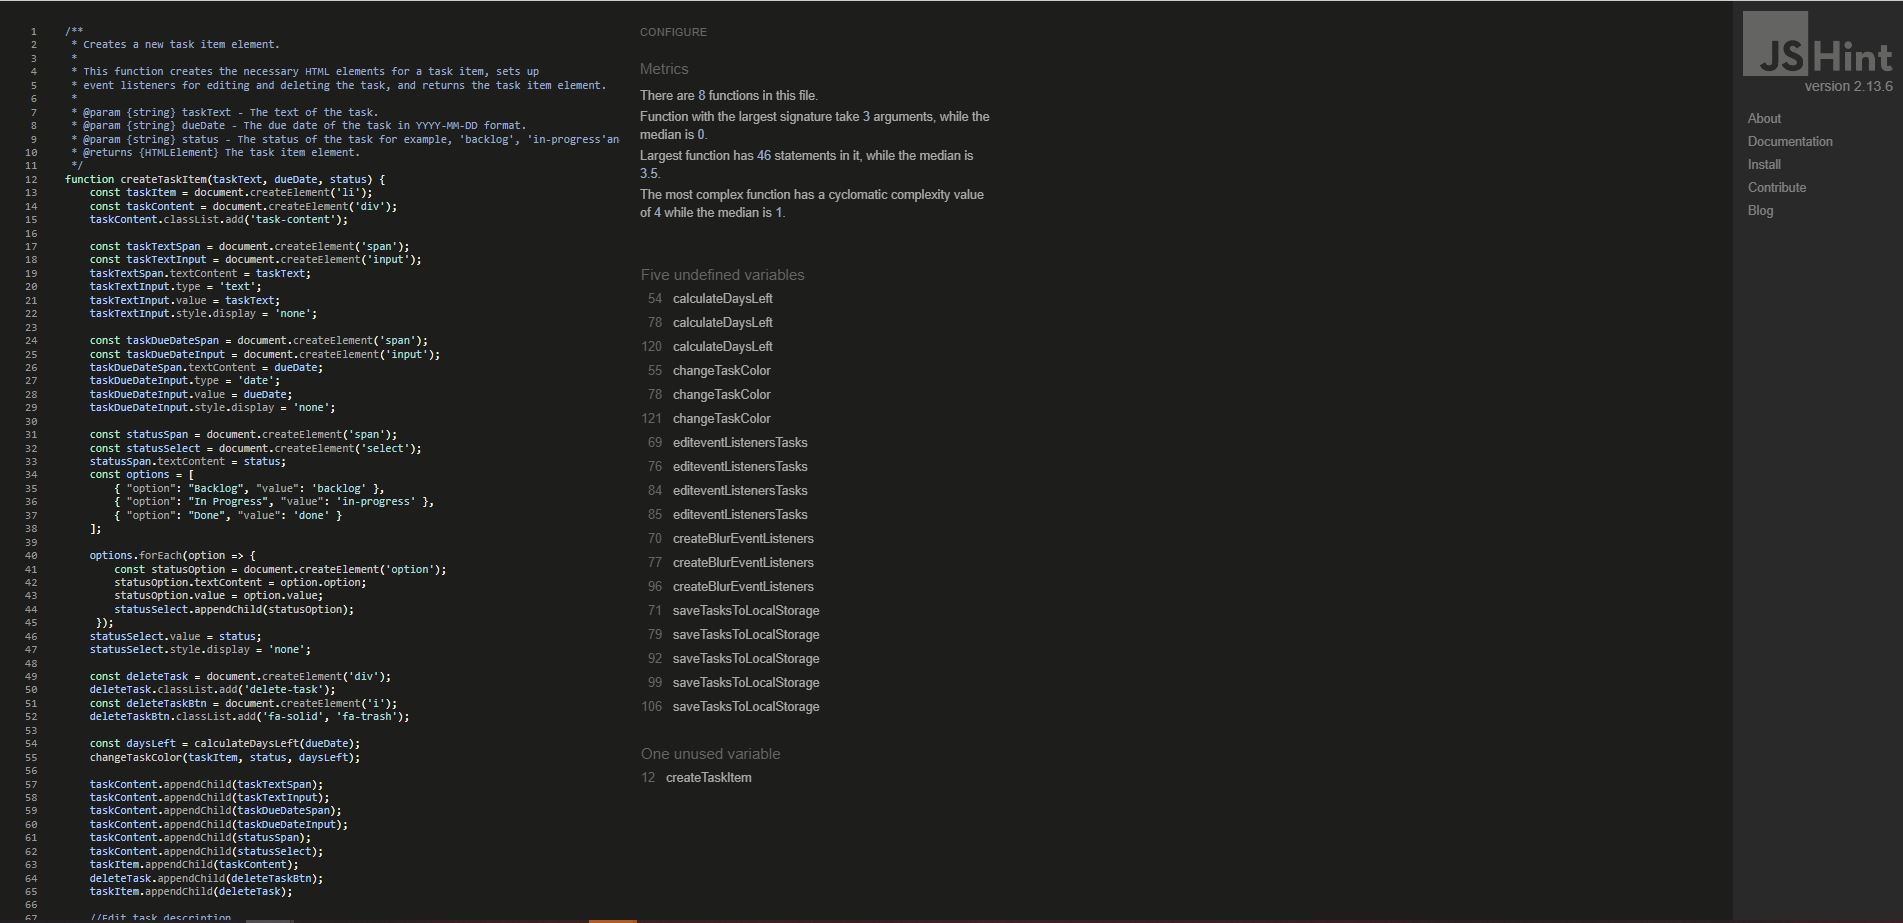 1 /**
2 * Creates a new task item element.
3 *
4 * This function creates the necessary HTML elements for a task item, sets up
5 * event listeners for editing and deleting the task, and returns the task item element.
6 *
7 * @param {string} taskText - The text of the task.
8 * @param {string} dueDate - The due date of the task in YYYY-MM-DD format.
9 * @param {string} status - The status of the task for example, 'backlog', 'in-progress'an
10 * @returns {HTMLElement} The task item element.
11 */
12 function createTaskItem(taskText, dueDate, status) {
13 const taskItem = document.createElement('li');
14 const taskContent = document.createElement('div');
15 taskContent.classList.add('task-content');
16
17 const taskTextSpan = document.createElement('span');
18 const taskTextInput = document.createElement('input');
19 taskTextSpan.textContent = taskText;
20 taskTextInput.type = 'text';
21 taskTextInput.value = taskText;
22 taskTextInput.style.display = 'none';
23
24 const taskDueDateSpan = document.createElement('span');
25 const taskDueDateInput = document.createElement('input');
26 taskDueDateSpan.textContent = dueDate;
27 taskDueDateInput.type = 'date';
28 taskDueDateInput.value = dueDate;
29 taskDueDateInput.style.display = 'none';
30
31 const statusSpan = document.createElement('span');
32 const statusSelect = document.createElement('select');
33 statusSpan.textContent = status;
34 const options = [
35 { "option": "Backlog", "value": 'backlog' },
36 { "option": "In Progress", "value": 'in-progress' },
37 { "option": "Done", "value": 'done' }
38 ];
39
40 options.forEach(option => {
41 const statusOption = document.createElement('option');
42 statusOption.textContent = option.option;
43 statusOption.value = option.value;
44 statusSelect.appendChild(statusOption);
45 });
46 statusSelect.value = status;
47 statusSelect.style.display = 'none';
48
49 const deleteTask = document.createElement('div');
50 deleteTask.classList.add('delete-task');
51 const deleteTaskBtn = document.createElement('i');
52 deleteTaskBtn.classList.add('fa-solid', 'fa-trash');
53
54 const daysLeft = calculateDaysLeft(dueDate);
55 changeTaskColor(taskItem, status, daysLeft);
56
57 taskContent.appendChild(taskTextSpan);
58 taskContent.appendChild(taskTextInput);
59 taskContent.appendChild(taskDueDateSpan);
60 taskContent.appendChild(taskDueDateInput);
61 taskContent.appendChild(statusSpan);
62 taskContent.appendChild(statusSelect);
63 taskItem.appendChild(taskContent);
64 deleteTask.appendChild(deleteTaskBtn);
65 taskItem.appendChild(deleteTask);
66
67 //Edit task description
CONFIGURE
Metrics
There are 8 functions in this file.
Function with the largest signature take 3 arguments, while the
median is 0.
Largest function has 46 statements in it, while the median is
3.5.
The most complex function has a cyclomatic complexity value
of 4 while the median is 1.
Five undefined variables
54 calculateDaysLeft
78 calculateDaysLeft
120 calculateDaysLeft
55 changeTaskColor
78 changeTaskColor
121 changeTaskColor
69 editeventListenersTasks
76 editeventListenersTasks
84 editeventListenersTasks
85 editeventListenersTasks
70 createBlurEventListeners
77 createBlurEventListeners
96 createBlurEventListeners
71 saveTasksToLocalStorage
79 saveTasksToLocalStorage
92 saveTasksToLocalStorage
99 saveTasksToLocalStorage
106 saveTasksToLocalStorage
One unused variable
12 createTaskItem
JSHint
version 2.13.6
About
Documentation
Install
Contribute
Blog